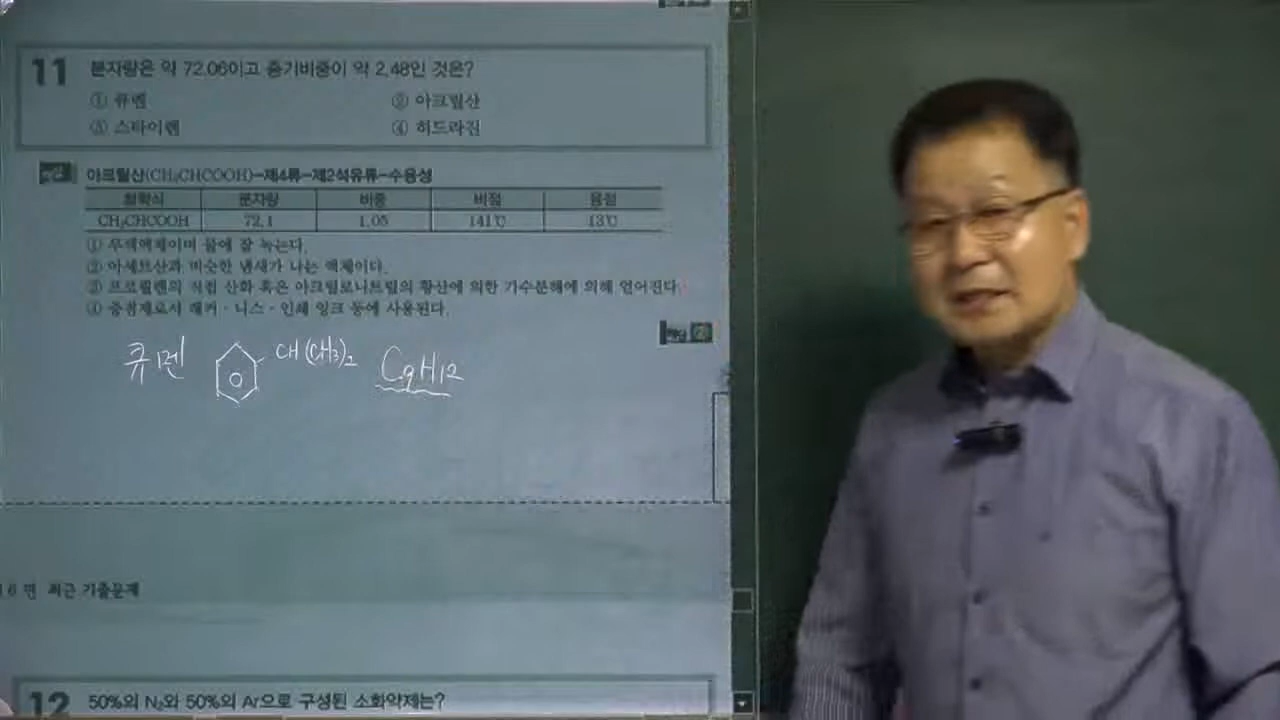 11 분자량은 약 72.06이고 증기비중이 약 2.48인 것은?
① 큐멘 ② 아크릴산
③ 스타이렌 ④ 히드라진
아크릴산(CH₂CHCOOH)-제4류-제2석유류-수용성
화학식 분자량 비중 비점 융점
CH₂CHCOOH 72.1 1.05 141℃ 13℃
① 무색액체이며 물에 잘 녹는다.
② 아세트산과 비슷한 냄새가 나는 액체이다.
③ 프로필렌의 직접 산화 혹은 아크릴로니트릴의 황산에 의한 가수분해에 의해 얻어진다.
④ 중점제로서 래커·니스·인쇄 잉크 등에 사용된다.
큐멘 CH(CH3)2 C9H12
16면 최근 기출문제
12 50%의 N₂와 50%의 Ar으로 구성된 소화약제는?